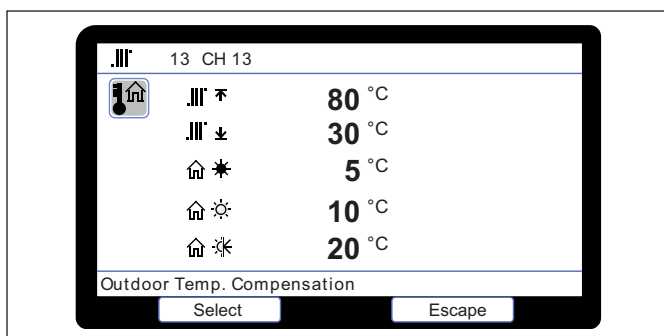 13 CH 13
80 °C
30 °C
5 °C
10 °C
20 °C
Outdoor Temp. Compensation
Select Escape